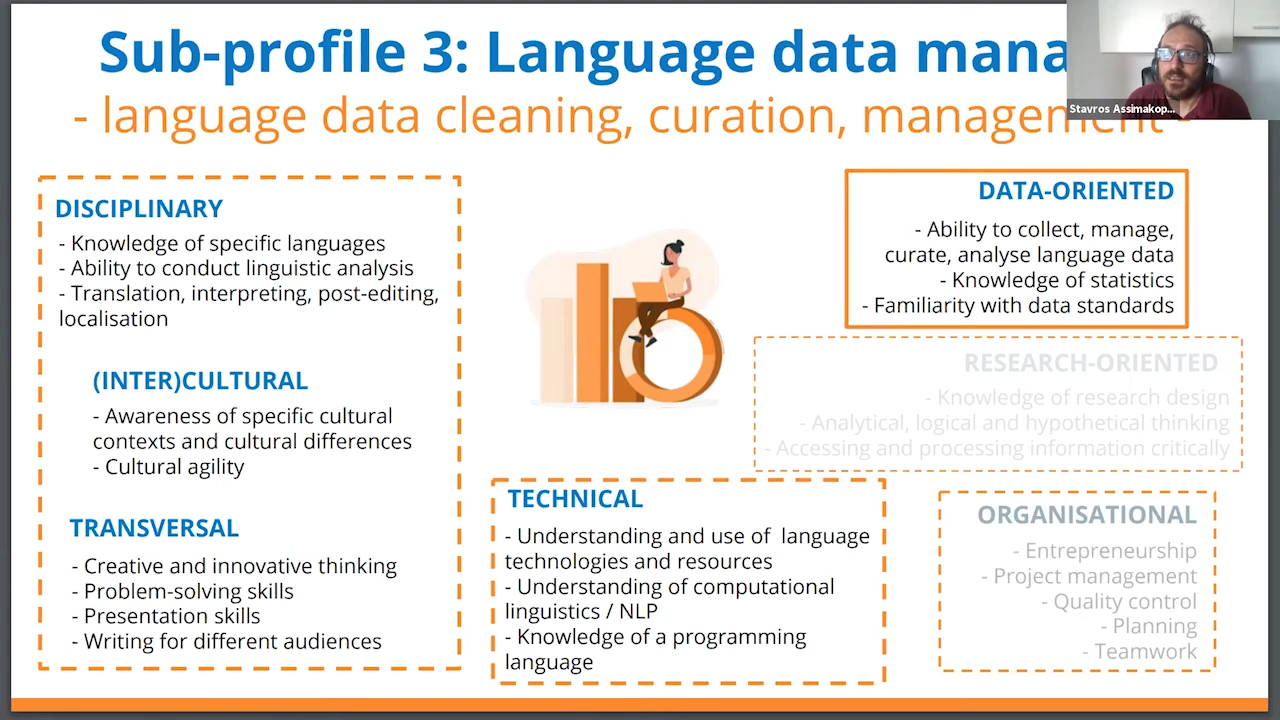 Sub-profile 3: Language data mana
- language data cleaning, curation, management -
Stavros Assimakop...
DISCIPLINARY
- Knowledge of specific languages
- Ability to conduct linguistic analysis
- Translation, interpreting, post-editing,
localisation
(INTER)CULTURAL
- Awareness of specific cultural
contexts and cultural differences
- Cultural agility
TRANSVERSAL
- Creative and innovative thinking
- Problem-solving skills
- Presentation skills
- Writing for different audiences
TECHNICAL
- Understanding and use of language
technologies and resources
- Understanding of computational
linguistics / NLP
- Knowledge of a programming
language
DATA-ORIENTED
- Ability to collect, manage,
curate, analyse language data
- Knowledge of statistics
- Familiarity with data standards
RESEARCH-ORIENTED
- Knowledge of research design
- Analytical, logical and hypothetical thinking
- Accessing and processing information critically
ORGANISATIONAL
- Entrepreneurship
- Project management
- Quality control
- Planning
- Teamwork